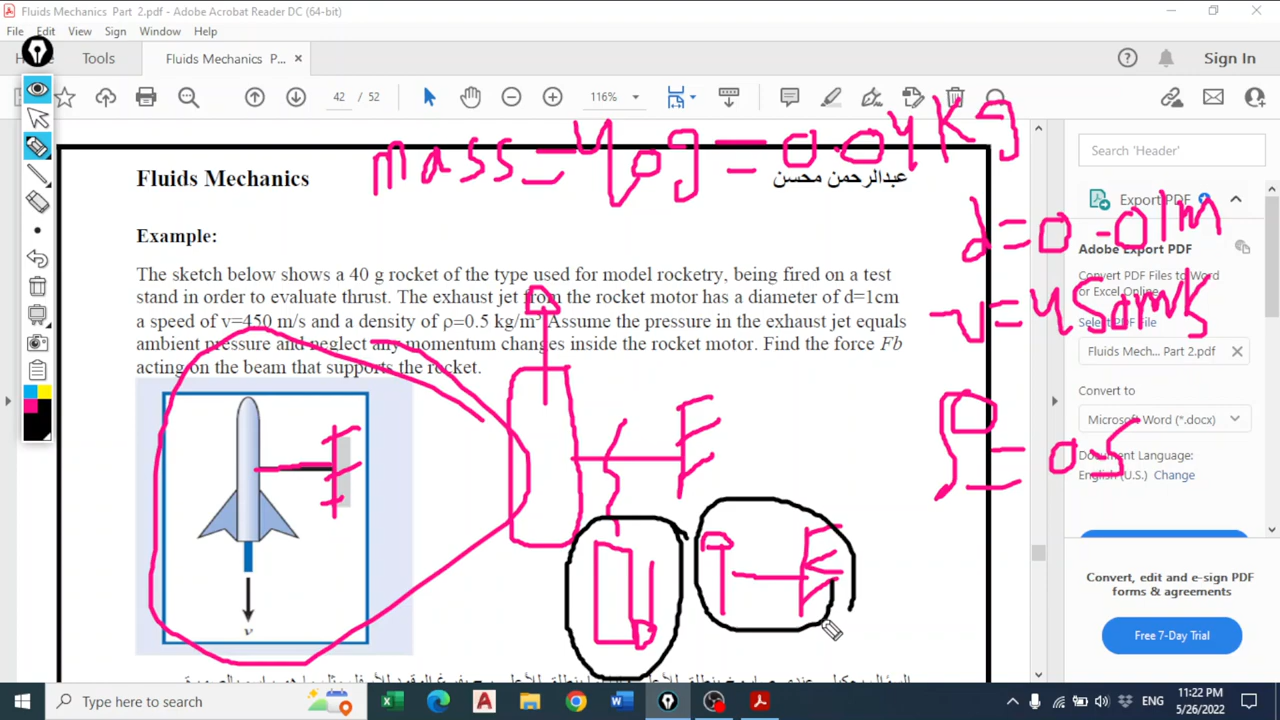 Fluids Mechanics Part 2.pdf - Adobe Acrobat Reader DC (64-bit)
File Edit View Sign Window Help
Tools Fluids Mechanics P... × Sign In
42 / 52 116%
mass = 40g = 0.04Kg
Fluids Mechanics عبدالرحمن محسن
Search 'Header'
Export PDF
d=0.01m
Adobe Export PDF
Convert PDF Files to Word
or Excel Online
Example:
The sketch below shows a 40 g rocket of the type used for model rocketry, being fired on a test
stand in order to evaluate thrust. The exhaust jet from the rocket motor has a diameter of d=1cm
a speed of v=450 m/s and a density of ρ=0.5 kg/m³ Assume the pressure in the exhaust jet equals
ambient pressure and neglect any momentum changes inside the rocket motor. Find the force Fb
acting on the beam that supports the rocket.
v
Select PDF File
Fluids Mech... Part 2.pdf ×
Convert to
Microsoft Word (*.docx)
Document Language:
English (U.S.) Change
= 0.5
Convert, edit and e-sign PDF
forms & agreements
Free 7-Day Trial
Type here to search
ENG
11:22 PM
5/26/2022